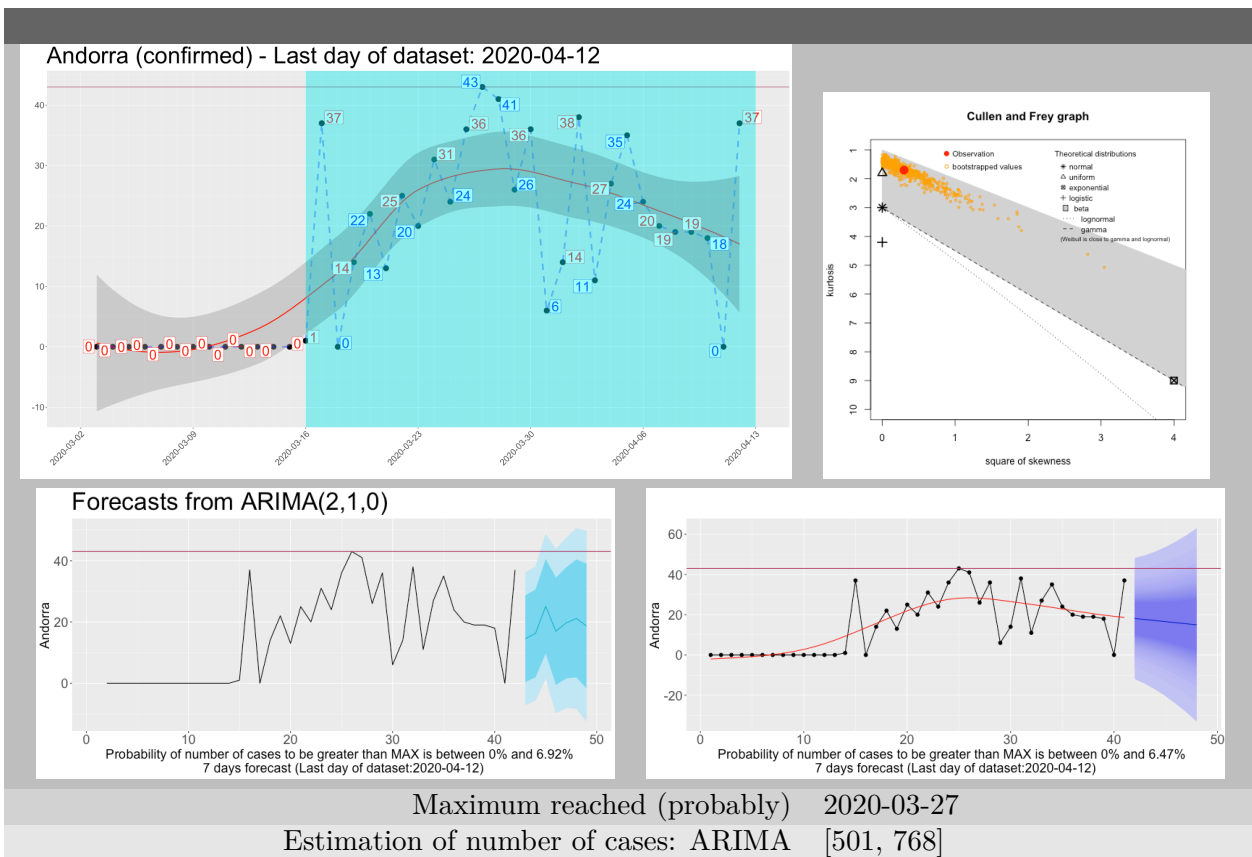 Andorra (confirmed) - Last day of dataset: 2020-04-12
43
41
40
37
38
37
36
36
35
31
30
27
26
25
24
24
22
20
20
20
19
19
18
14
14
13
11
10
6
1
0 0 0 0 0 0 0 0 0 0 0 0 0 0
0
0
0
-10
2020-03-02 2020-03-09 2020-03-16 2020-03-23 2020-03-30 2020-04-06 2020-04-13
Cullen and Frey graph
Observation
bootstrapped values
Theoretical distributions
normal
uniform
exponential
logistic
beta
lognormal
gamma
(Weibull is close to gamma and lognormal)
kurtosis
1
2
3
4
5
6
7
8
9
10
0 1 2 3 4
square of skewness
Forecasts from ARIMA(2,1,0)
Andorra
40
20
0
0 10 20 30 40 50
Probability of number of cases to be greater than MAX is between 0% and 6.92%
7 days forecast (Last day of dataset:2020-04-12)
Andorra
60
40
20
0
-20
0 10 20 30 40 50
Probability of number of cases to be greater than MAX is between 0% and 6.47%
7 days forecast (Last day of dataset:2020-04-12)
Maximum reached (probably) 2020-03-27
Estimation of number of cases: ARIMA [501, 768]